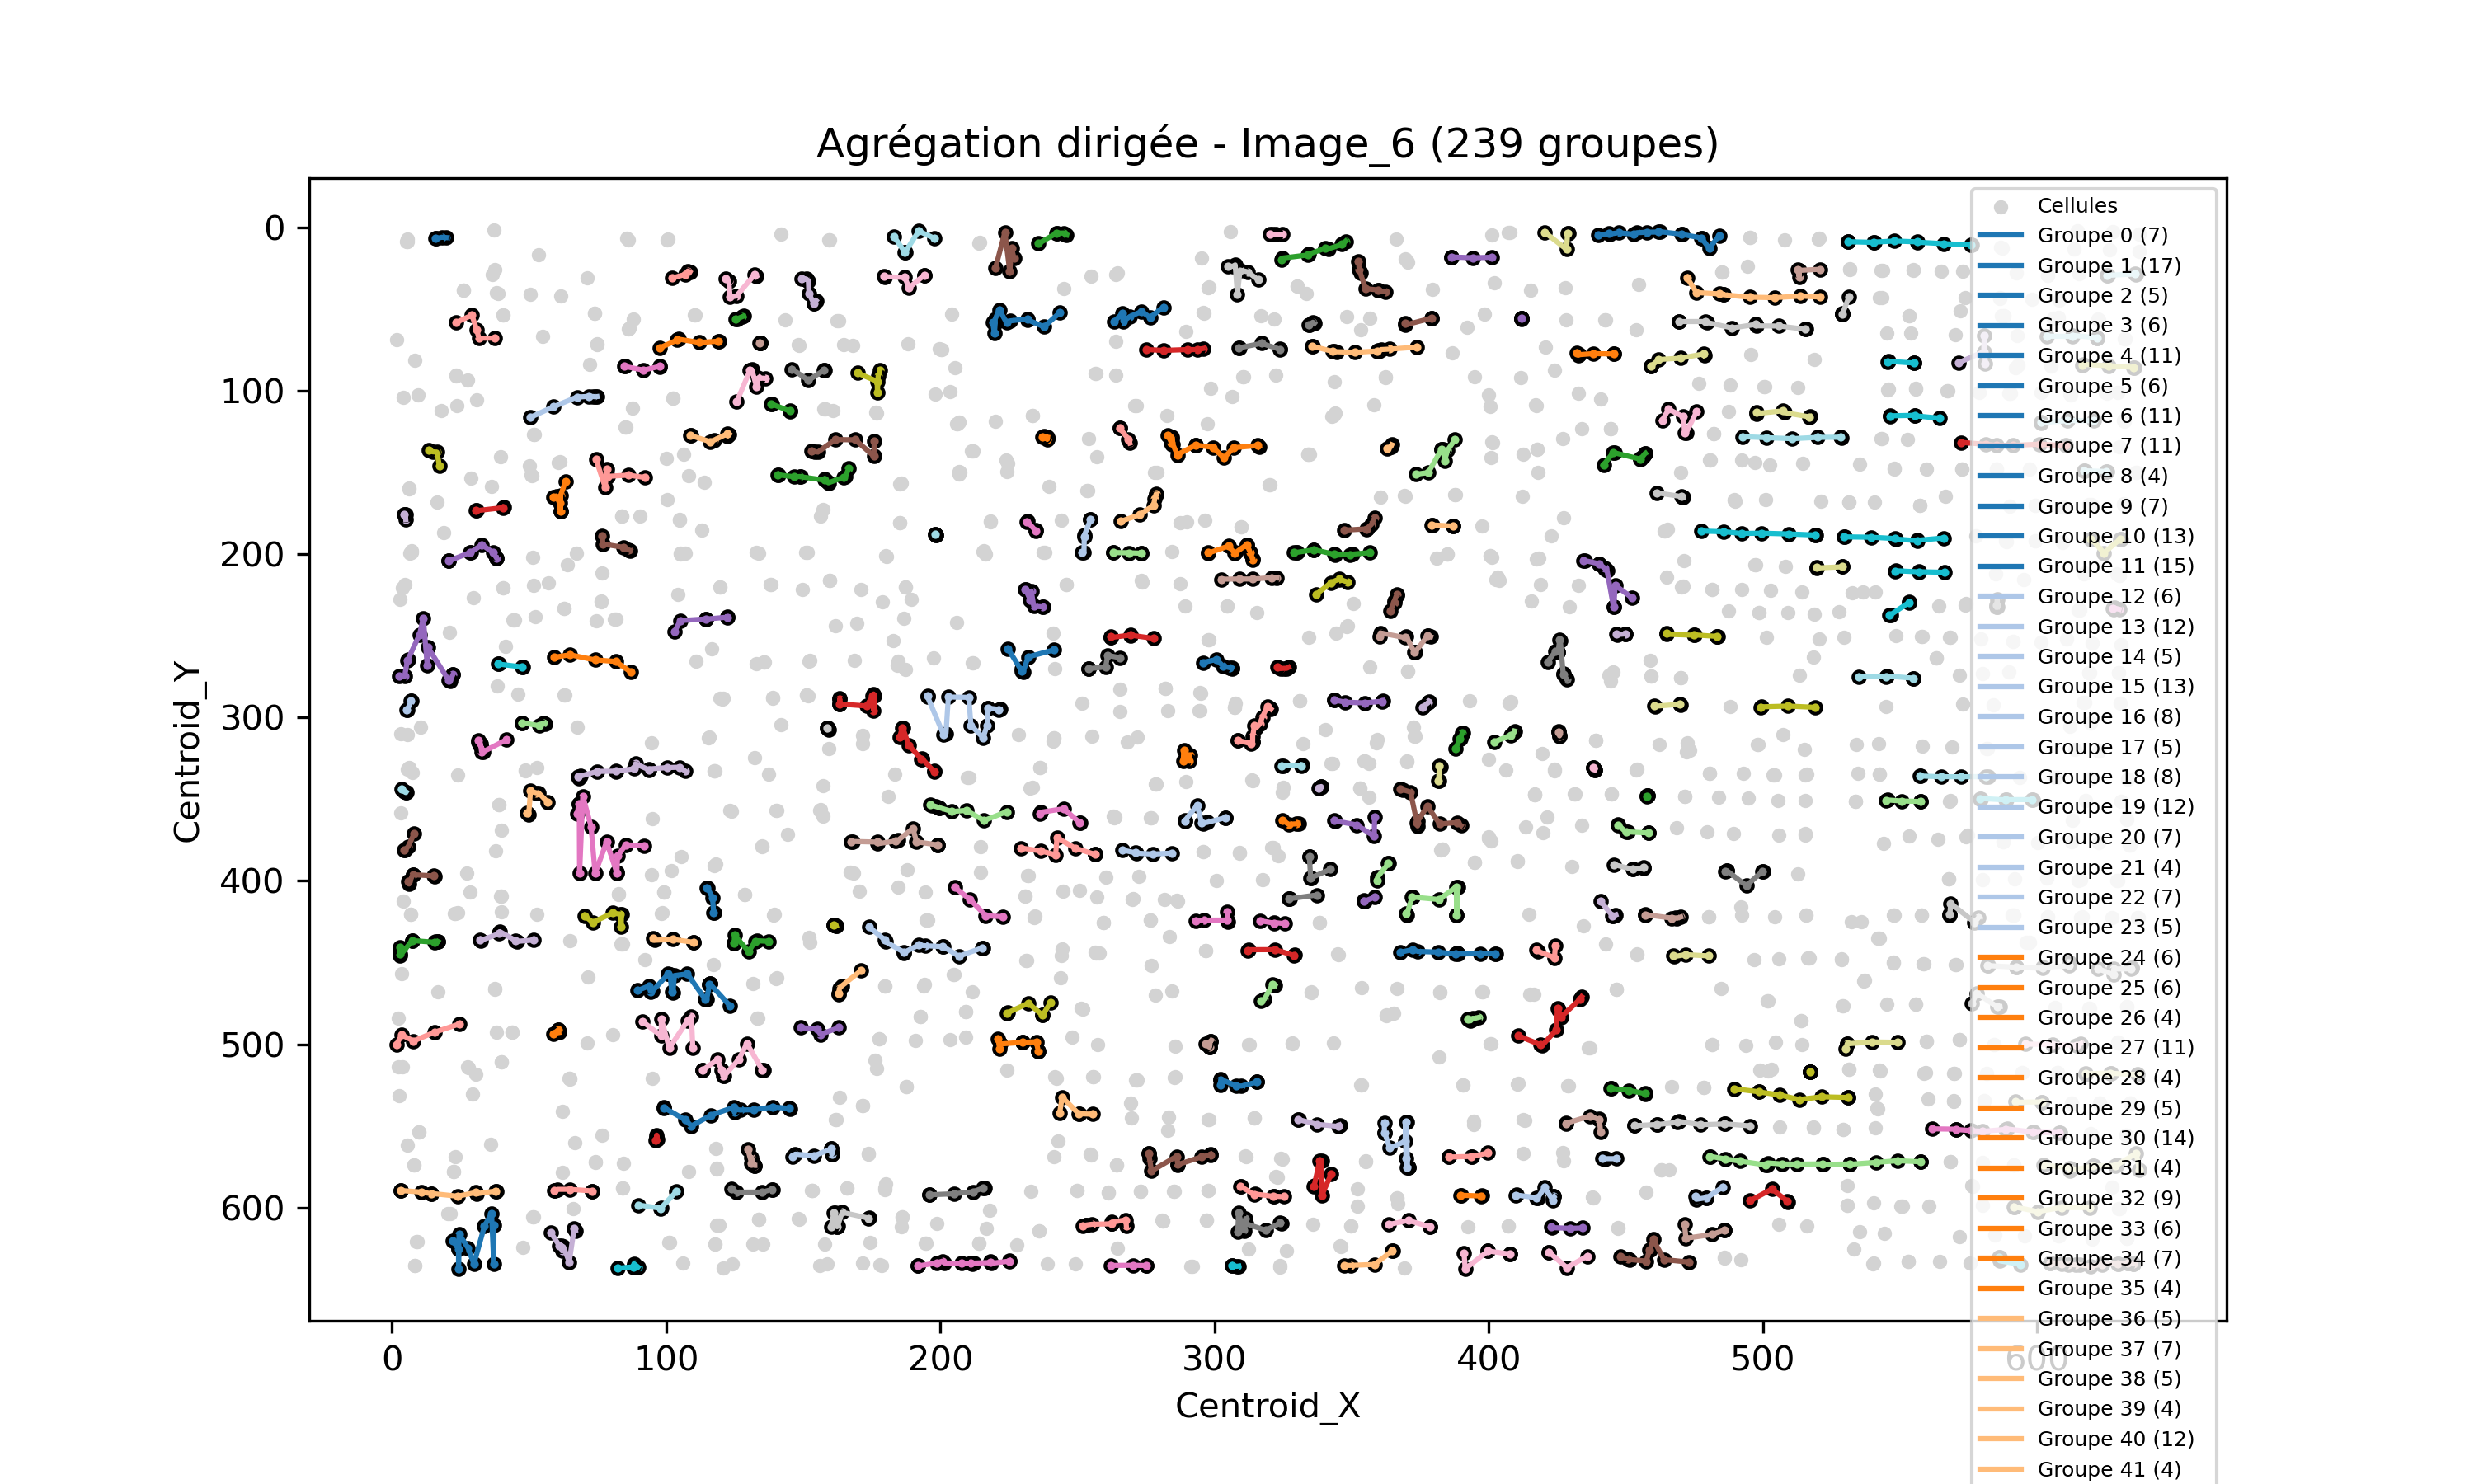 Agrégation dirigée - Image_6 (239 groupes)
Centroid_Y
0
100
200
300
400
500
600
0
100
200
300
400
500
600
Centroid_X
Cellules
Groupe 0 (7)
Groupe 1 (17)
Groupe 2 (5)
Groupe 3 (6)
Groupe 4 (11)
Groupe 5 (6)
Groupe 6 (11)
Groupe 7 (11)
Groupe 8 (4)
Groupe 9 (7)
Groupe 10 (13)
Groupe 11 (15)
Groupe 12 (6)
Groupe 13 (12)
Groupe 14 (5)
Groupe 15 (13)
Groupe 16 (8)
Groupe 17 (5)
Groupe 18 (8)
Groupe 19 (12)
Groupe 20 (7)
Groupe 21 (4)
Groupe 22 (7)
Groupe 23 (5)
Groupe 24 (6)
Groupe 25 (6)
Groupe 26 (4)
Groupe 27 (11)
Groupe 28 (4)
Groupe 29 (5)
Groupe 30 (14)
Groupe 31 (4)
Groupe 32 (9)
Groupe 33 (6)
Groupe 34 (7)
Groupe 35 (4)
Groupe 36 (5)
Groupe 37 (7)
Groupe 38 (5)
Groupe 39 (4)
Groupe 40 (12)
Groupe 41 (4)